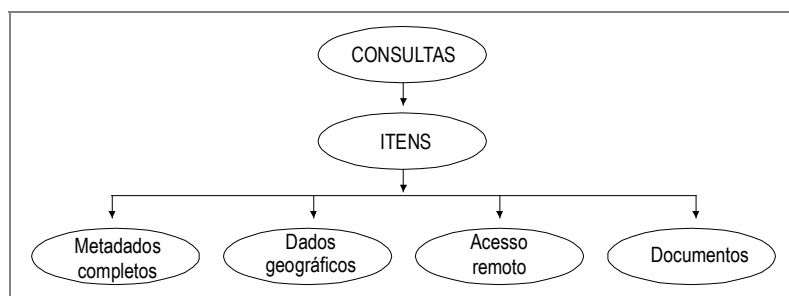 CONSULTAS
ITENS
Metadados
completos
Dados
geográficos
Acesso
remoto
Documentos